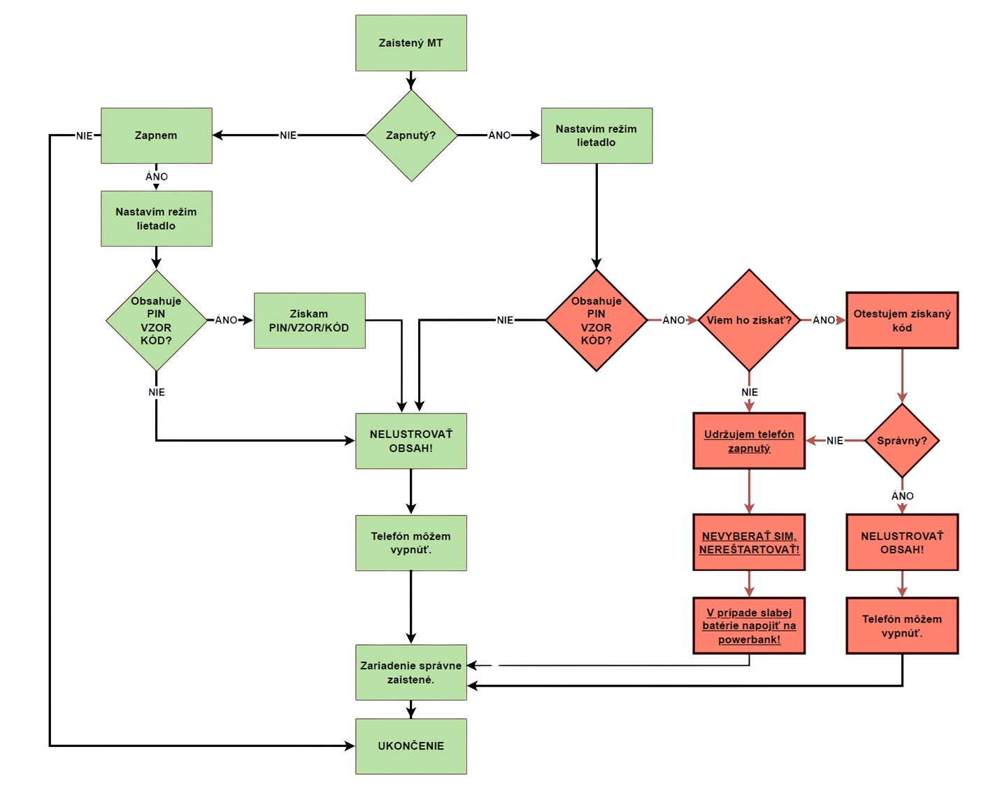 Zaistený MT
Zapnutý?
NIE
ÁNO
Zapnem
NIE
ÁNO
Nastavím režim
lietadlo
Nastavím režim
lietadlo
Obsahuje
PIN
VZOR
KÓD?
ÁNO
Získam
PIN/VZOR/KÓD
NIE
Obsahuje
PIN
VZOR
KÓD?
NIE
ÁNO
Viem ho získať?
ÁNO
Otestujem získaný
kód
NIE
NELUSTROVAŤ
OBSAH!
Udržujem telefón
zapnutý
NIE
Správny?
ÁNO
Telefón môžem
vypnúť.
NEVYBERAŤ SIM,
NEREŠTARTOVAŤ!
NELUSTROVAŤ
OBSAH!
V prípade slabej
batérie napojiť na
powerbank!
Telefón môžem
vypnúť.
Zariadenie správne
zaistené.
UKONČENIE